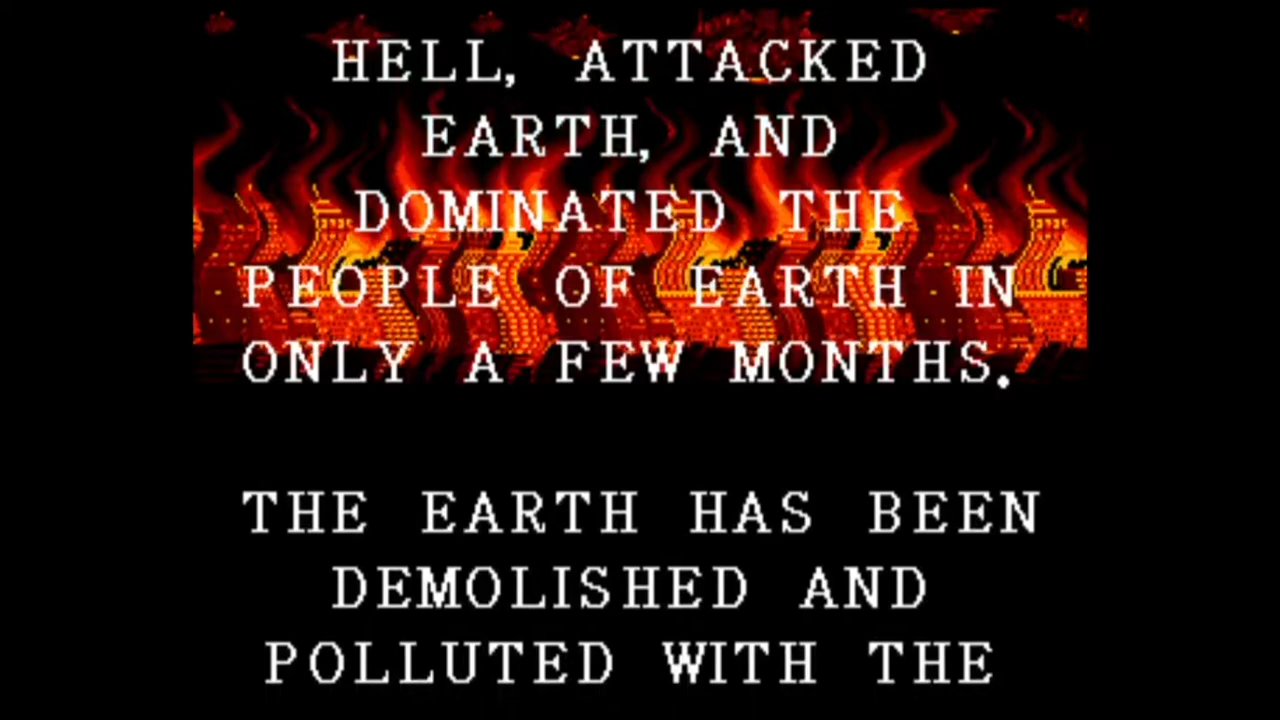 HELL, ATTACKED
EARTH, AND
DOMINATED THE
PEOPLE OF EARTH IN
ONLY A FEW MONTHS.
THE EARTH HAS BEEN
DEMOLISHED AND
POLLUTED WITH THE